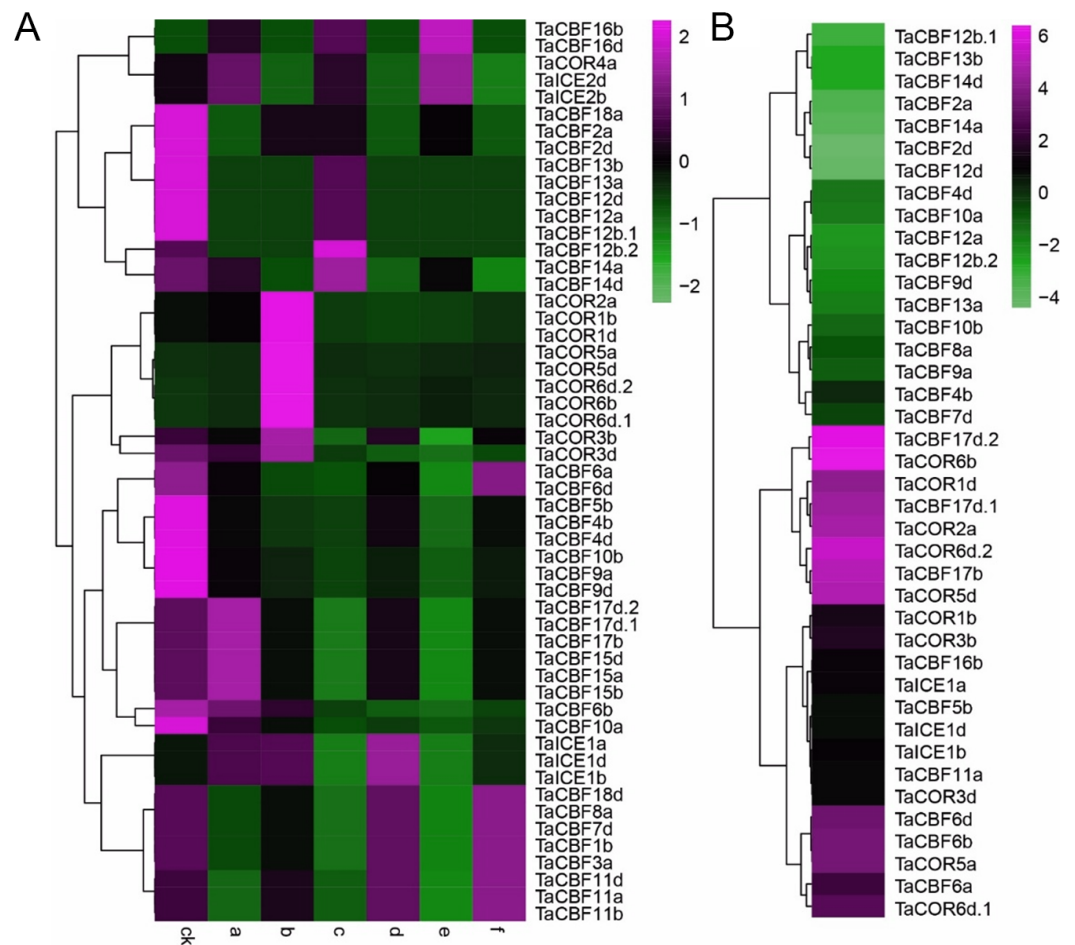 A
TaCBF16b
TaCBF16d
TaCOR4a
TaICE2d
TaICE2b
TaCBF18a
TaCBF2a
TaCBF2d
TaCBF13b
TaCBF13a
TaCBF12d
TaCBF12a
TaCBF12b.1
TaCBF12b.2
TaCBF14a
TaCBF14d
TaCOR2a
TaCOR1b
TaCOR1d
TaCOR5a
TaCOR5d
TaCOR6d.2
TaCOR6b
TaCOR6d.1
TaCOR3b
TaCOR3d
TaCBF6a
TaCBF6d
TaCBF5b
TaCBF4b
TaCBF4d
TaCBF10b
TaCBF9a
TaCBF9d
TaCBF17d.2
TaCBF17d.1
TaCBF17b
TaCBF15d
TaCBF15a
TaCBF15b
TaCBF6b
TaCBF10a
TaICE1a
TaICE1d
TaICE1b
TaCBF18d
TaCBF8a
TaCBF7d
TaCBF1b
TaCBF3a
TaCBF11d
TaCBF11a
TaCBF11b
ck a b c d e f
2
1
0
−1
−2
B
TaCBF12b.1
TaCBF13b
TaCBF14d
TaCBF2a
TaCBF14a
TaCBF2d
TaCBF12d
TaCBF4d
TaCBF10a
TaCBF12a
TaCBF12b.2
TaCBF9d
TaCBF13a
TaCBF10b
TaCBF8a
TaCBF9a
TaCBF4b
TaCBF7d
TaCBF17d.2
TaCOR6b
TaCOR1d
TaCBF17d.1
TaCOR2a
TaCOR6d.2
TaCBF17b
TaCOR5d
TaCOR1b
TaCOR3b
TaCBF16b
TaICE1a
TaCBF5b
TaICE1d
TaICE1b
TaCBF11a
TaCOR3d
TaCBF6d
TaCBF6b
TaCOR5a
TaCBF6a
TaCOR6d.1
6
4
2
0
−2
−4